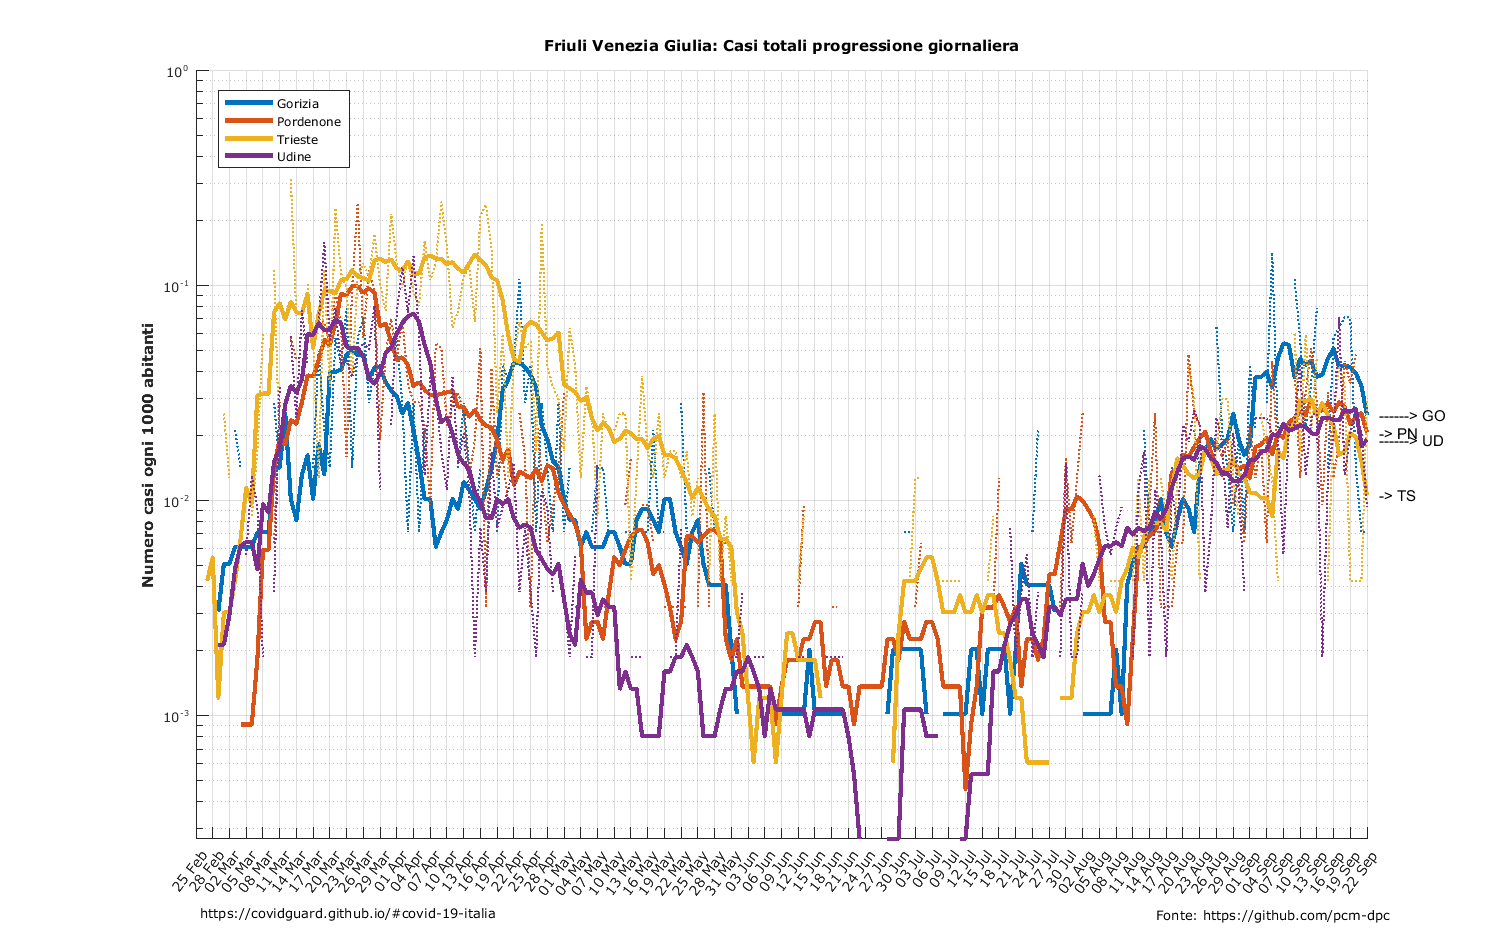 Friuli Venezia Giulia: Casi totali progressione giornaliera
10⁰
10⁻¹
10⁻²
10⁻³
Numero casi ogni 1000 abitanti
Gorizia
Pordenone
Trieste
Udine
------> GO
-> PN
------> UD
-> TS
25 Feb
28 Feb
02 Mar
05 Mar
08 Mar
11 Mar
14 Mar
17 Mar
20 Mar
23 Mar
26 Mar
29 Mar
01 Apr
04 Apr
07 Apr
10 Apr
13 Apr
16 Apr
19 Apr
22 Apr
25 Apr
28 Apr
01 May
04 May
07 May
10 May
13 May
16 May
19 May
22 May
25 May
28 May
31 May
03 Jun
06 Jun
09 Jun
12 Jun
15 Jun
18 Jun
21 Jun
24 Jun
27 Jun
30 Jun
03 Jul
06 Jul
09 Jul
12 Jul
15 Jul
18 Jul
21 Jul
24 Jul
27 Jul
30 Jul
02 Aug
05 Aug
08 Aug
11 Aug
14 Aug
17 Aug
20 Aug
23 Aug
26 Aug
29 Aug
01 Sep
04 Sep
07 Sep
10 Sep
13 Sep
16 Sep
19 Sep
22 Sep
https://covidguard.github.io/#covid-19-italia
Fonte: https://github.com/pcm-dpc